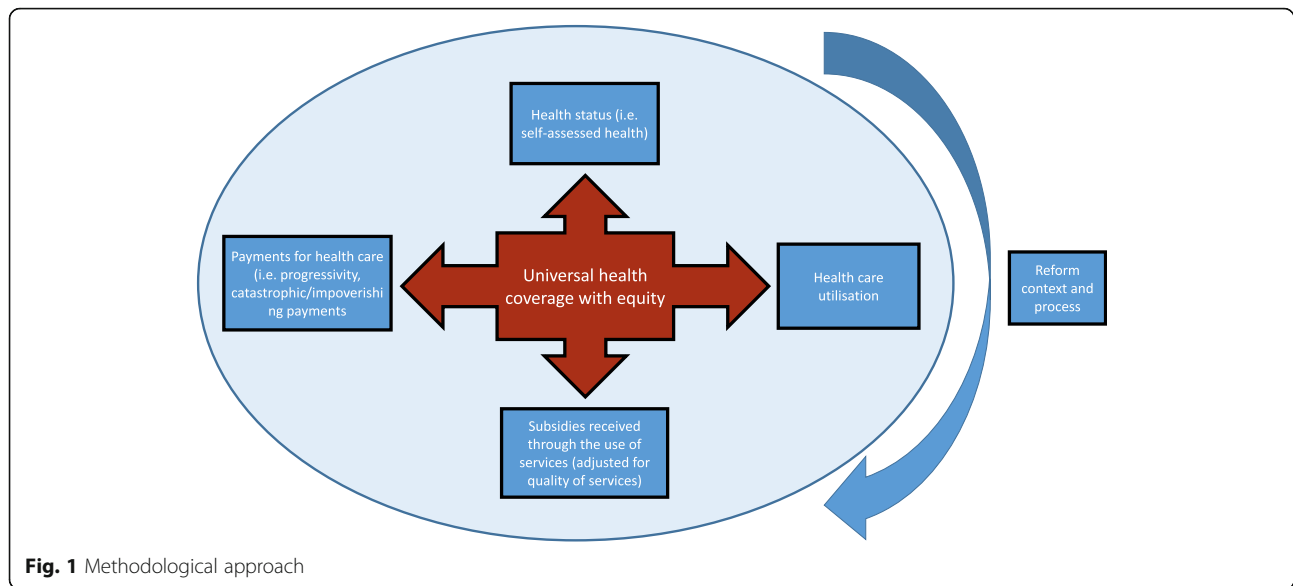 Health status (i.e.
self-assessed health)
Payments for health care
(i.e. progressivity,
catastrophic/impoverishi
ng payments
Universal health
coverage with equity
Health care
utilisation
Reform
context and
process
Subsidies received
through the use of
services (adjusted for
quality of services)
Fig. 1 Methodological approach